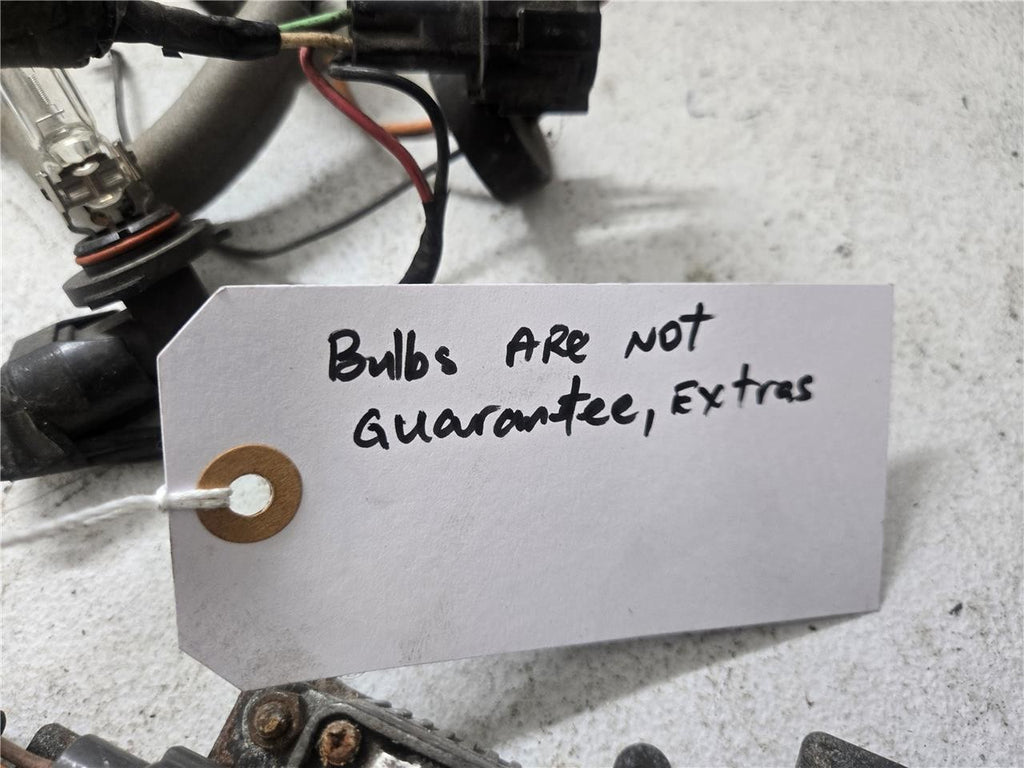 Bulbs ARe NOT
Guarantee, Extras